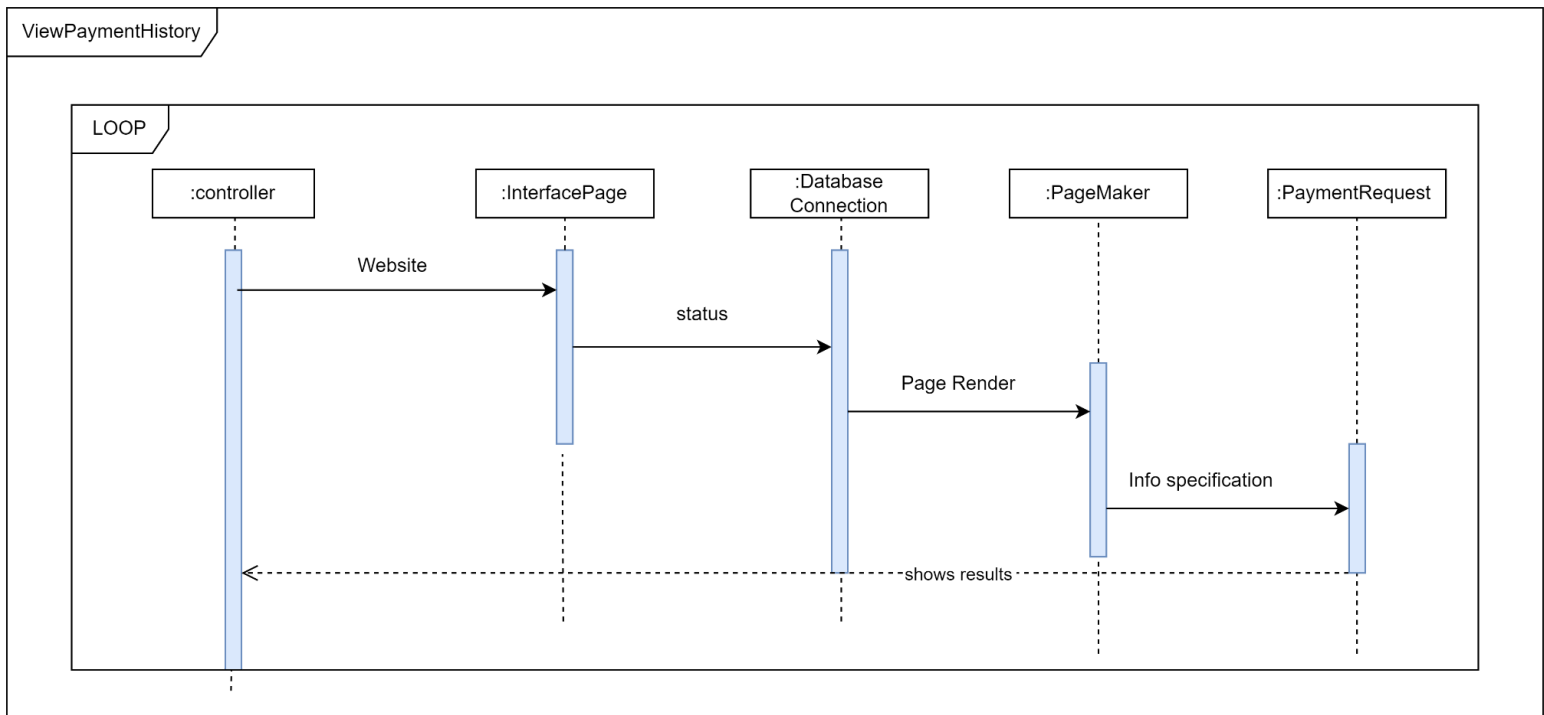 ViewPaymentHistory
LOOP
:controller
:InterfacePage
:Database
Connection
:PageMaker
:PaymentRequest
Website
status
Page Render
Info specification
shows results